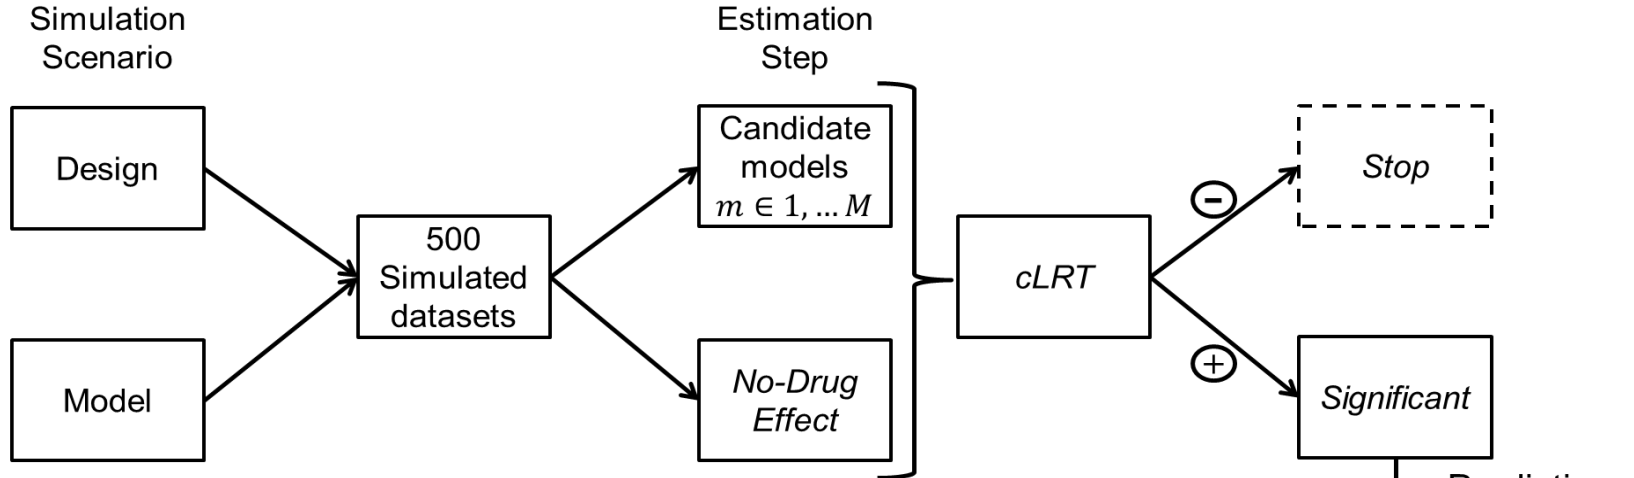 Simulation
Scenario
Estimation
Step
Design
Model
500
Simulated
datasets
Candidate
models
m ∈ 1, … M
No-Drug
Effect
cLRT
−
+
Stop
Significant